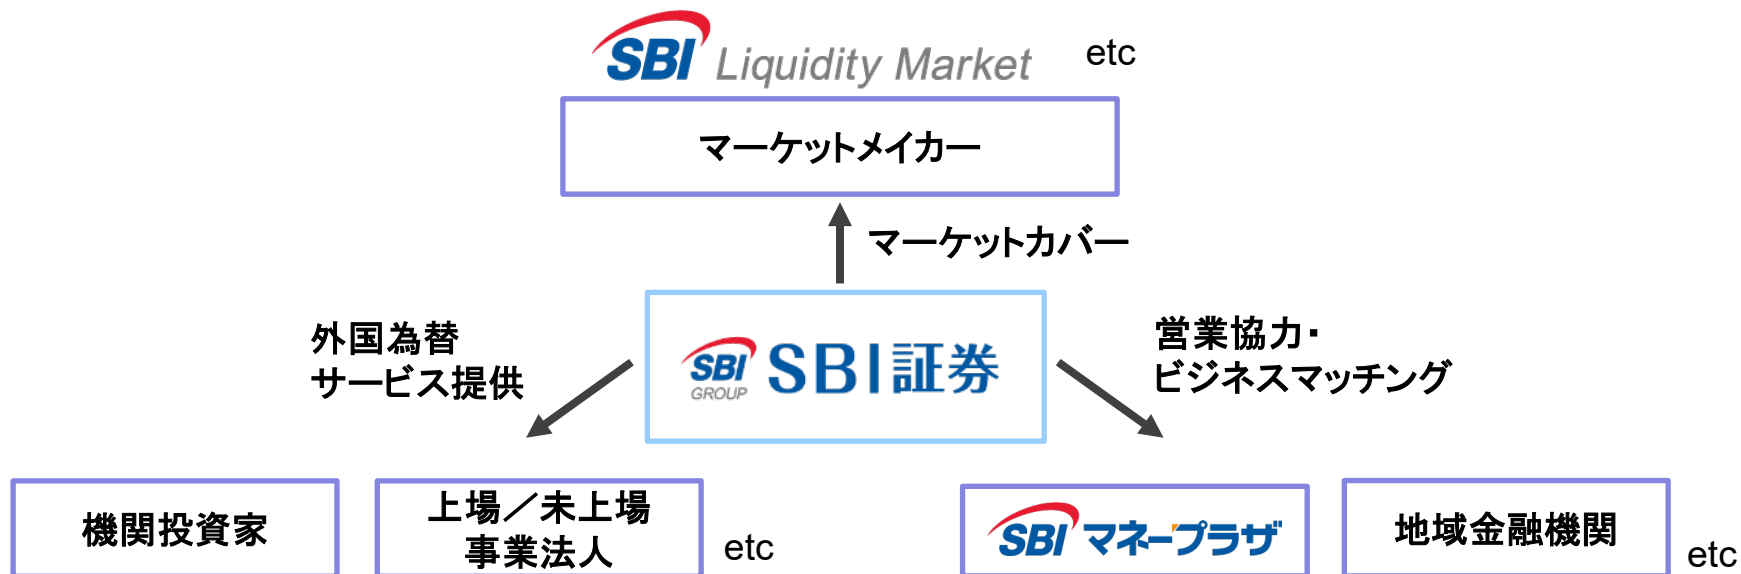 SBI Liquidity Market etc
マーケットメイカー
マーケットカバー
外国為替
サービス提供
SBI GROUP SBI証券
営業協力・
ビジネスマッチング
機関投資家
上場／未上場
事業法人
etc
SBI マネープラザ
地域金融機関
etc